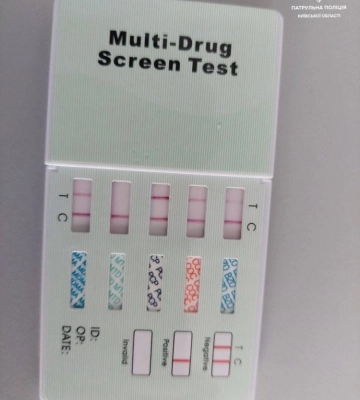 ПАТРУЛЬНА ПОЛІЦІЯ
КИЇВСЬКОЇ ОБЛАСТІ
Multi-Drug
Screen Test
T C
T C
ID:
OP:
DATE:
Invalid
Positive
Negative
T C